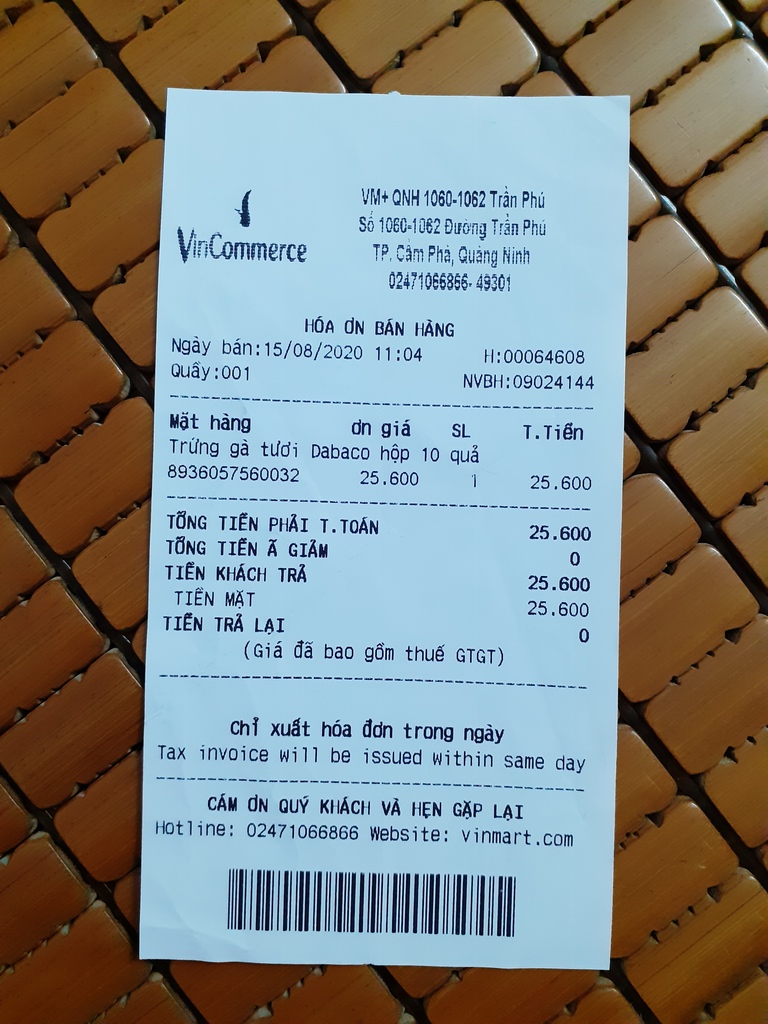 VinCommerce
VM+ QNH 1060-1062 Trần Phú
Số 1060-1062 Đường Trần Phú
TP. Cẩm Phả, Quảng Ninh
02471066866- 49301
HÓA ƠN BÁN HÀNG
Ngày bán:15/08/2020 11:04 H:00064608
Quầy:001 NVBH:09024144
Mặt hàng ơn giá SL T.Tiền
Trứng gà tươi Dabaco hộp 10 quả
8936057560032 25.600 1 25.600
TỔNG TIỀN PHẢI T.TOÁN 25.600
TỔNG TIỀN Ã GIẢM 0
TIỀN KHÁCH TRẢ 25.600
TIỀN MẶT 25.600
TIỀN TRẢ LẠI 0
(Giá đã bao gồm thuế GTGT)
Chỉ xuất hóa đơn trong ngày
Tax invoice will be issued within same day
CẢM ƠN QUÝ KHÁCH VÀ HẸN GẶP LẠI
Hotline: 02471066866 Website: vinmart.com